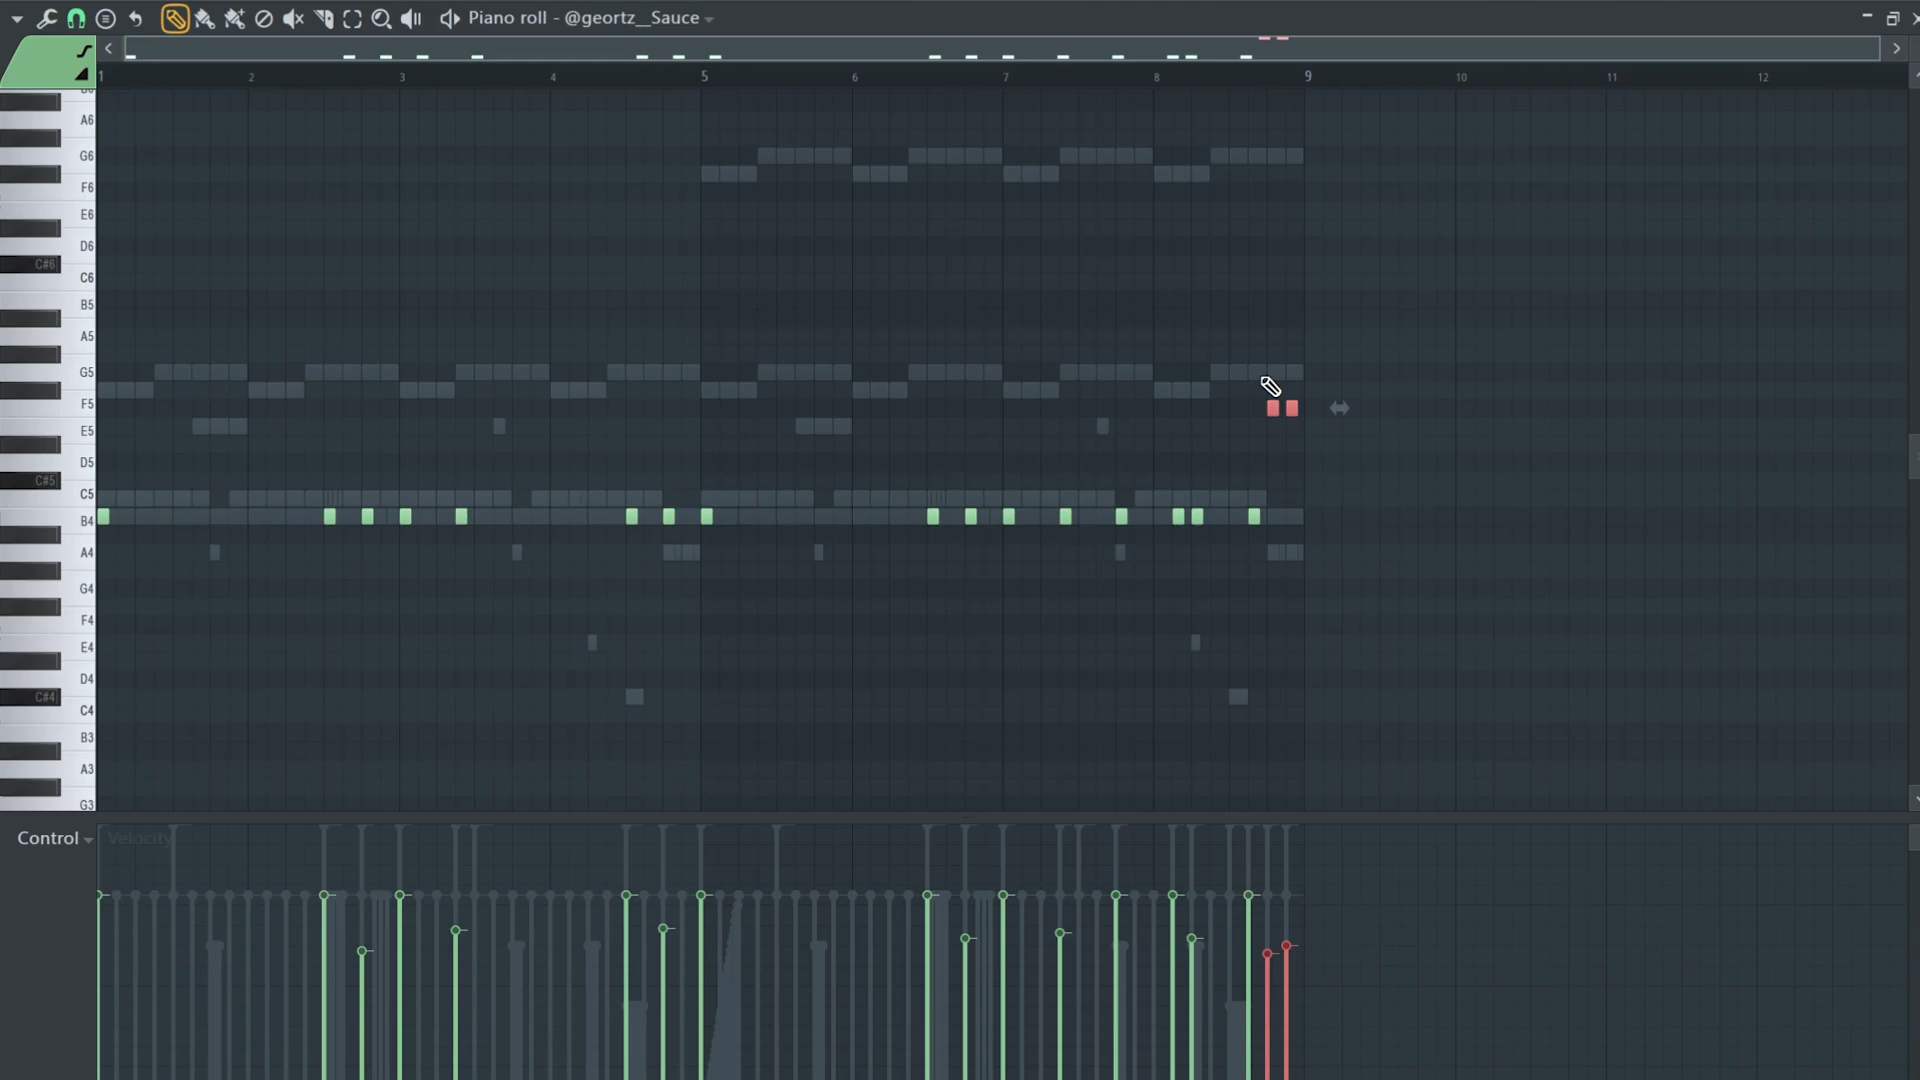 Piano roll - @geortz__Sauce
1 2 3 4 5 6 7 8 9 10 11 12
A6
G6
F6
E6
D6
C#6
C6
B5
A5
G5
F5
E5
D5
C#5
C5
B4
A4
G4
F4
E4
D4
C#4
C4
B3
A3
G3
Control Velocity